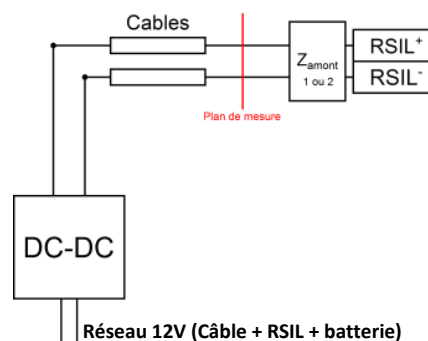 Cables
Z amont
1 ou 2
RSIL+
RSIL-
Plan de mesure
DC-DC
Réseau 12V (Câble + RSIL + batterie)